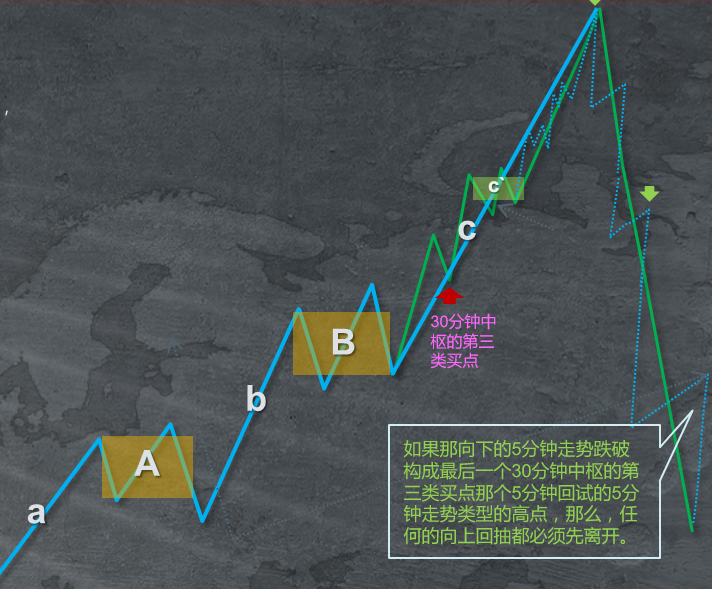 c`
c
30分钟中
枢的第三
类买点
B
b
A
a
如果那向下的5分钟走势跌破
构成最后一个30分钟中枢的第
三类买点那个5分钟回试的5分
钟走势类型的高点，那么，任
何的向上回抽都必须先离开。